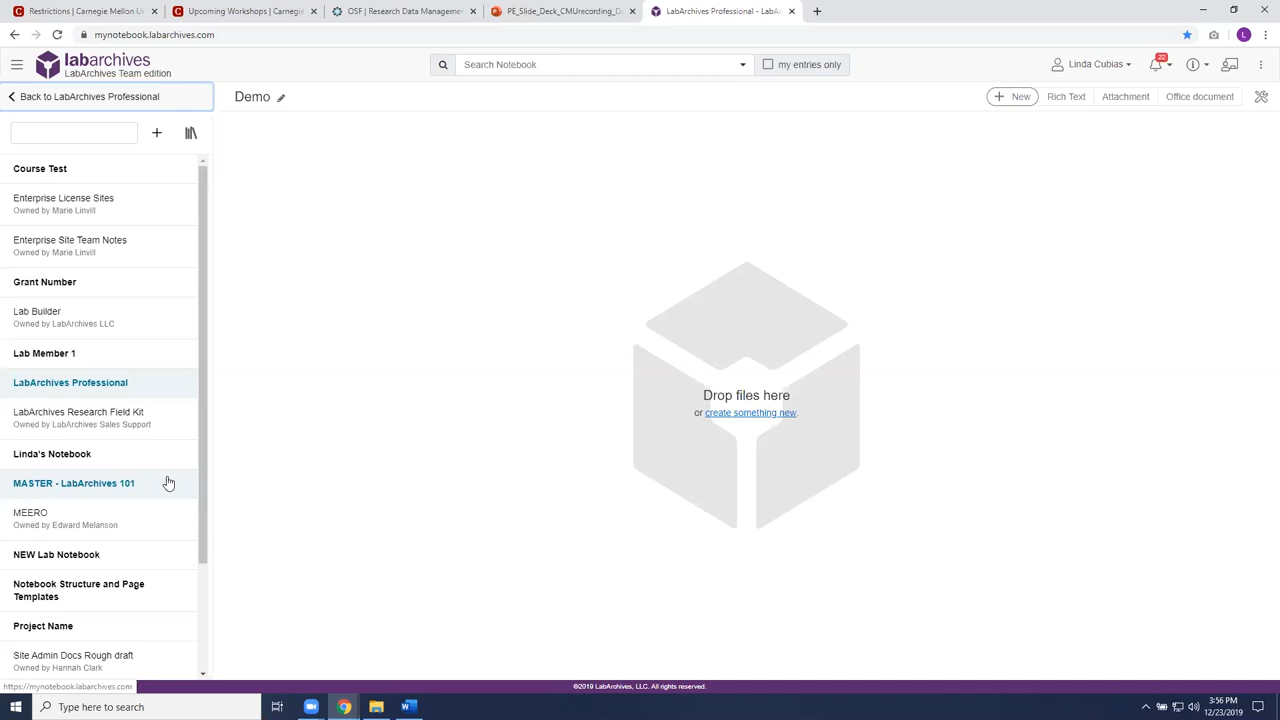 Restrictions | Carnegie Mellon Un
Upcoming Workshops | Carnegie
OSF | Research Data Management
PE_Slide_Deck_CMUrecording_De
LabArchives Professional - LabAr
mynotebook.labarchives.com
L
labarchives
LabArchives Team edition
Search Notebook
my entries only
Linda Cubias
22
Back to LabArchives Professional
Demo
New
Rich Text
Attachment
Office document
Course Test
Enterprise License Sites
Owned by Marie Linvill
Enterprise Site Team Notes
Owned by Marie Linvill
Grant Number
Lab Builder
Owned by LabArchives LLC
Lab Member 1
LabArchives Professional
LabArchives Research Field Kit
Owned by LabArchives Sales Support
Linda's Notebook
MASTER - LabArchives 101
MEERO
Owned by Edward Melanson
NEW Lab Notebook
Notebook Structure and Page
Templates
Project Name
Site Admin Docs Rough draft
Owned by Hannah Clark
Drop files here
or create something new.
https://mynotebook.labarchives.com
©2019 LabArchives, LLC. All rights reserved.
Type here to search
3:56 PM
12/23/2019